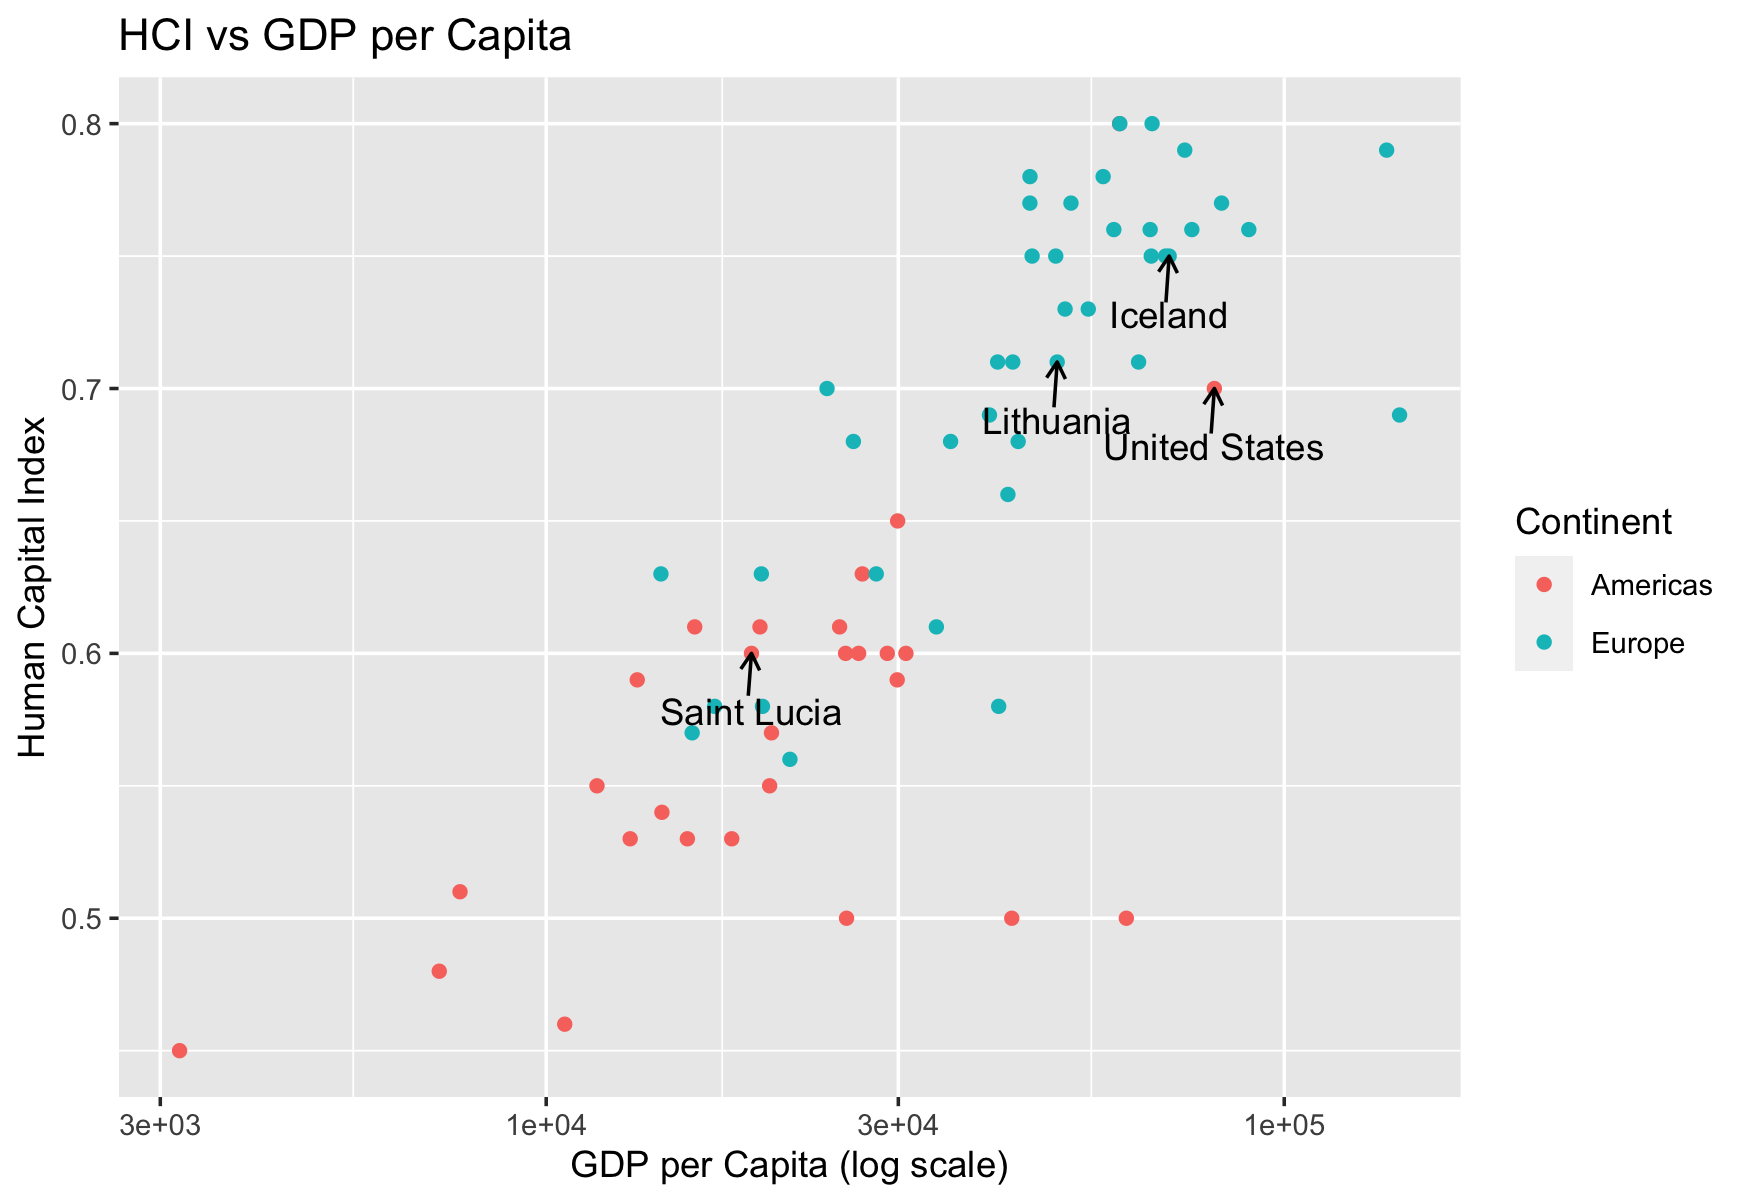 HCI vs GDP per Capita
Human Capital Index
0.8
0.7
0.6
0.5
Iceland
Lithuania
United States
Saint Lucia
3e+03
1e+04
3e+04
1e+05
GDP per Capita (log scale)
Continent
Americas
Europe